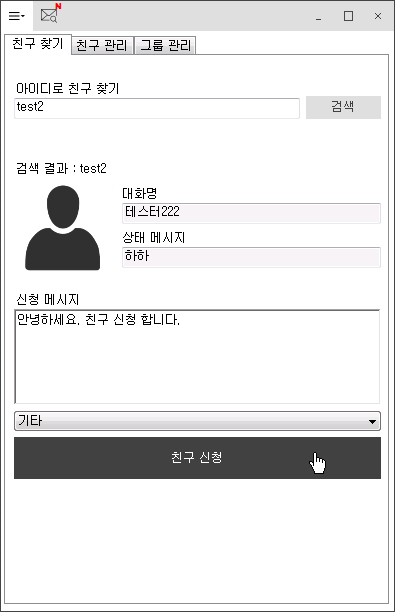 N
친구 찾기 친구 관리 그룹 관리
아이디로 친구 찾기
test2 검색
검색 결과 : test2
대화명
테스터222
상태 메시지
하하
신청 메시지
안녕하세요. 친구 신청 합니다.
기타
친구 신청